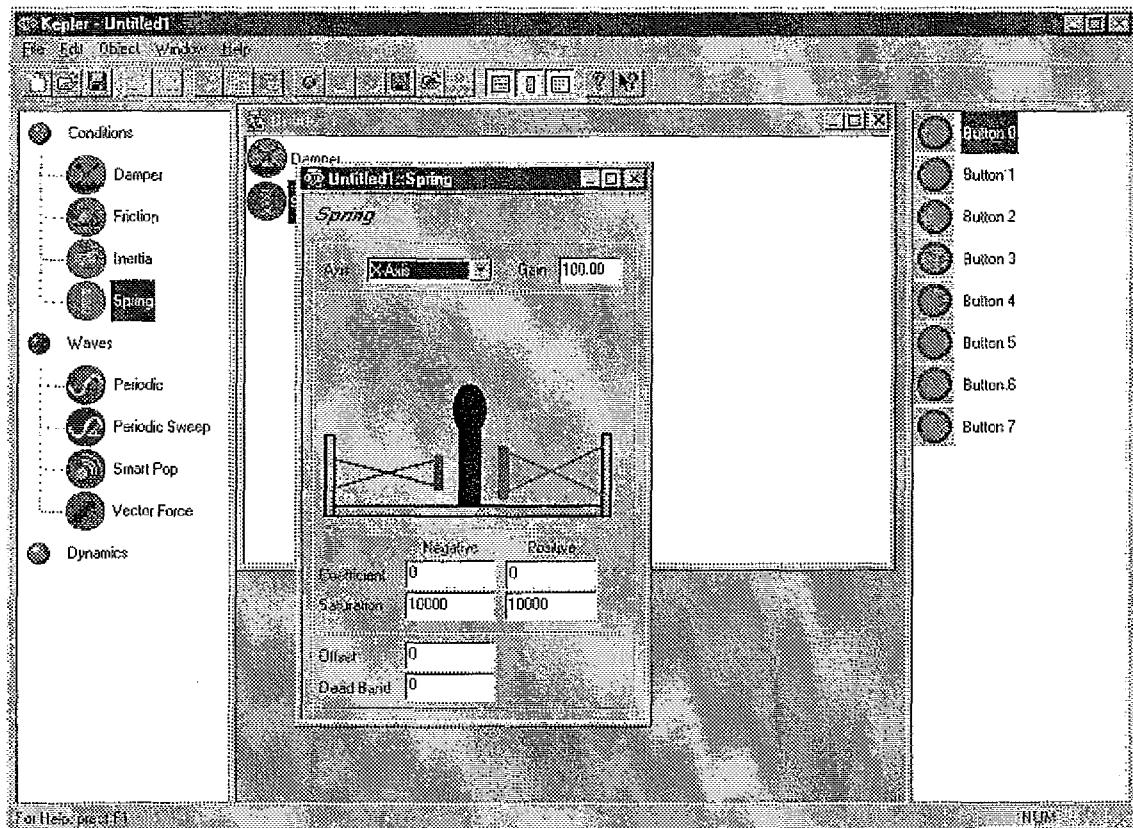 Kepler - Untitled1
File Edit Object Window Help
Conditions
Damper
Friction
Inertia
Spring
Waves
Periodic
Periodic Sweep
Smart Pop
Vector Force
Dynamics
Damper
Untitled1:Spring
Spring
Axis X-Axis Gain 100.00
Negative Positive
Coefficient 0 0
Saturation 10000 10000
Offset 0
Dead Band 0
Button 0
Button 1
Button 2
Button 3
Button 4
Button 5
Button 6
Button 7
For Help, press F1 NUM